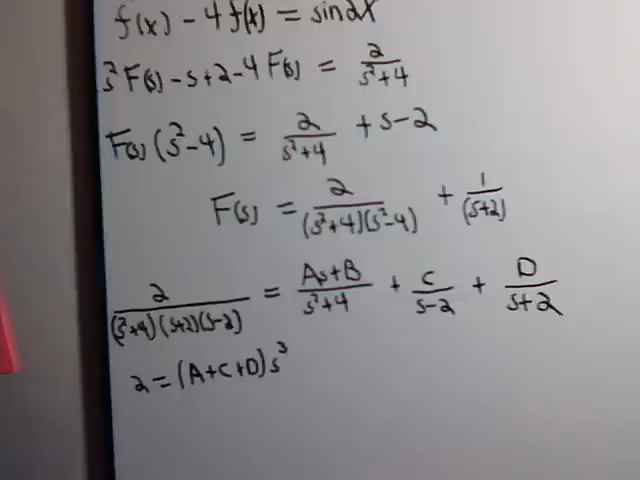 f(x) - 4f(x) = sin2x
s²F(s) - s + 2 - 4F(s) = 2/(s²+4)
F(s)(s²-4) = 2/(s²+4) + s - 2
F(s) = 2/((s²+4)(s²-4)) + 1/(s+2)
2/((s²+4)(s+2)(s-2)) = (As+B)/(s²+4) + C/(s-2) + D/(s+2)
2 = (A+C+D)s³